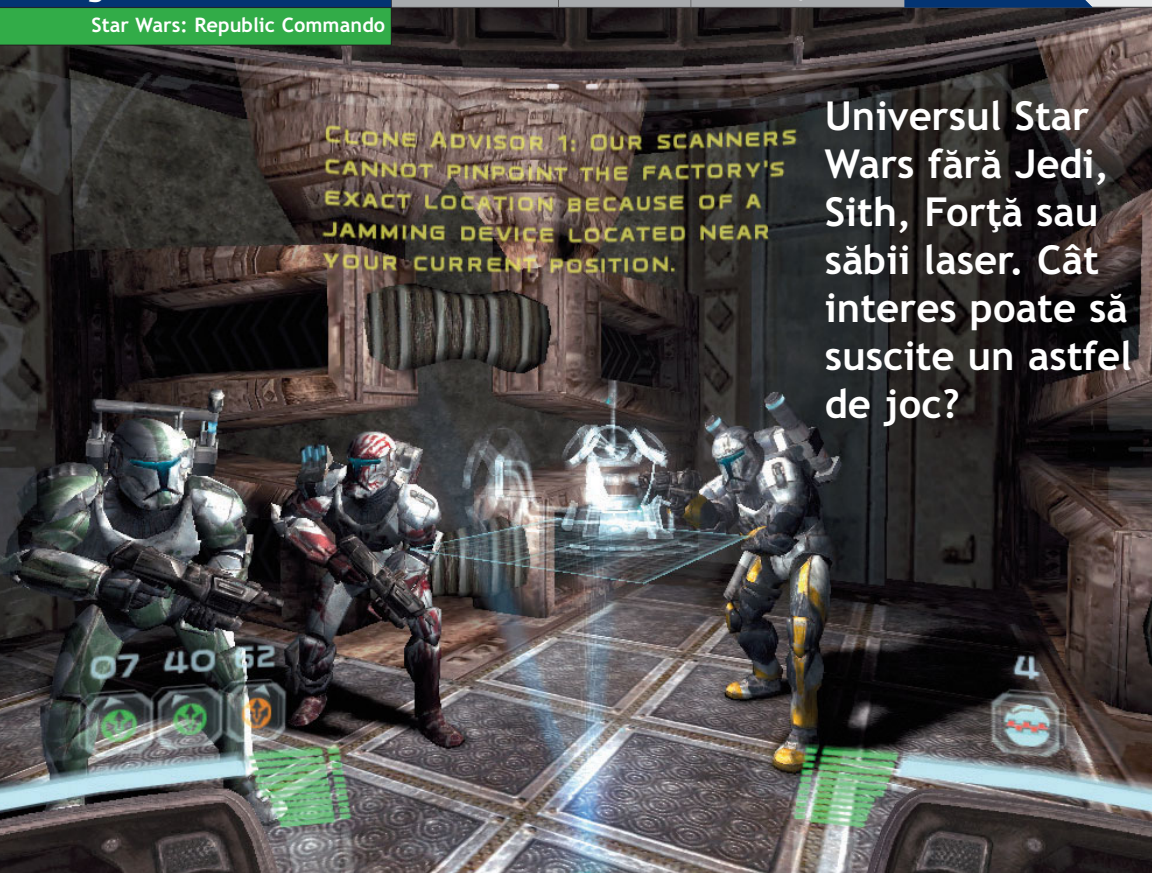 Star Wars: Republic Commando
CLONE ADVISOR 1: OUR SCANNERS
CANNOT PINPOINT THE FACTORY'S
EXACT LOCATION BECAUSE OF A
JAMMING DEVICE LOCATED NEAR
YOUR CURRENT POSITION.
Universul Star
Wars fără Jedi,
Sith, Forţă sau
săbii laser. Cât
interes poate să
suscite un astfel
de joc?
07 40 62
4